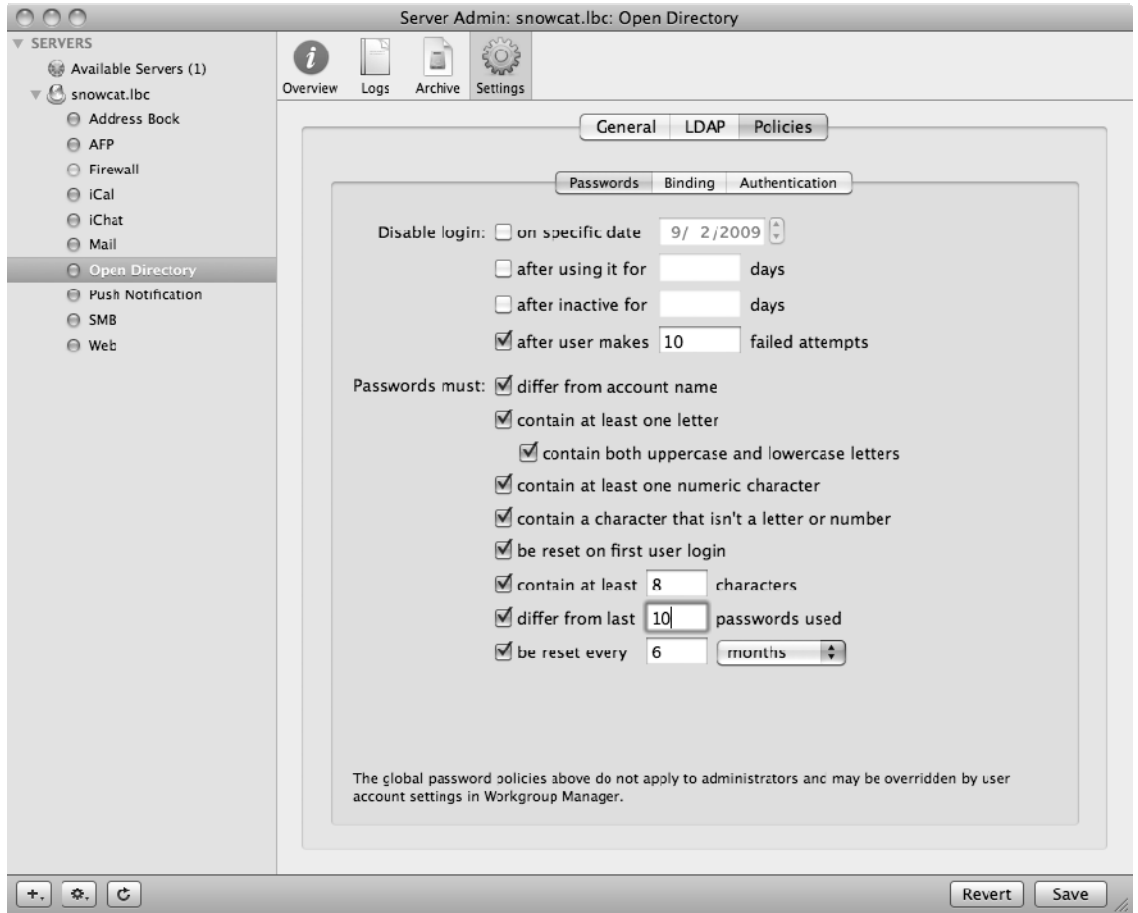 Server Admin: snowcat.lbc: Open Directory
SERVERS
Available Servers (1)
snowcat.lbc
Address Book
AFP
Firewall
iCal
iChat
Mail
Open Directory
Push Notification
SMB
Web
Overview Logs Archive Settings
General LDAP Policies
Passwords Binding Authentication
Disable login: on specific date 9/ 2/2009
after using it for days
after inactive for days
after user makes 10 failed attempts
Passwords must: differ from account name
contain at least one letter
contain both uppercase and lowercase letters
contain at least one numeric character
contain a character that isn't a letter or number
be reset on first user login
contain at least 8 characters
differ from last 10 passwords used
be reset every 6 months
The global password policies above do not apply to administrators and may be overridden by user
account settings in Workgroup Manager.
Revert Save